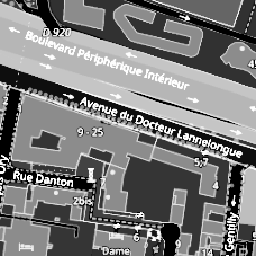 D 920
Boulevard Périphérique Intérieur
Avenue du Docteur Lannelongue
9 - 25
5;7
4
Rue Danton
2bis
6
14
Gentilly
Dame